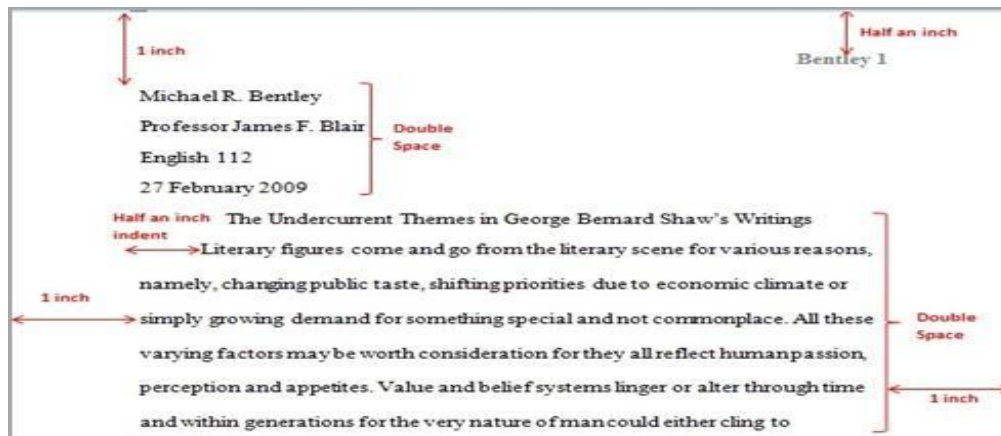 1 inch
Half an inch
Bentley 1
Michael R. Bentley
Professor James F. Blair
English 112
27 February 2009
Double
Space
Half an inch
indent
The Undercurrent Themes in George Bernard Shaw's Writings
Literary figures come and go from the literary scene for various reasons,
namely, changing public taste, shifting priorities due to economic climate or
simply growing demand for something special and not commonplace. All these
varying factors may be worth consideration for they all reflect human passion,
perception and appetites. Value and belief systems linger or alter through time
and within generations for the very nature of man could either cling to
1 inch
Double
Space
1 inch